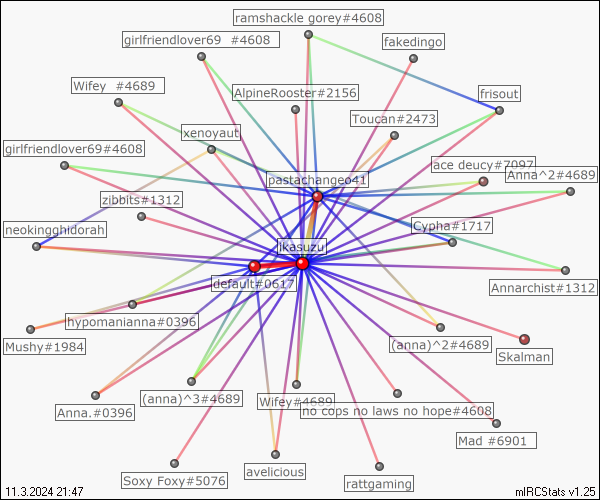 ramshackle gorey#4608
girlfriendlover69 #4608
fakedingo
Wifey #4689
AlpineRooster#2156
frisout
Toucan#2473
xenoyaut
girlfriendlover69#4608
ace deucy#7097
Anna^2#4689
pastachangeo41
zibbits#1312
neokingghidorah
Cypha#1717
ikasuzu
default#0617
Annarchist#1312
hypomanianna#0396
Mushy#1984
(anna)^2#4689
Skalman
(anna)^3#4689
Wifey#4689
Anna.#0396
no cops no laws no hope#4608
Mad #6901
avelicious
Soxy Foxy#5076
rattgaming
11.3.2024 21:47
mIRCStats v1.25